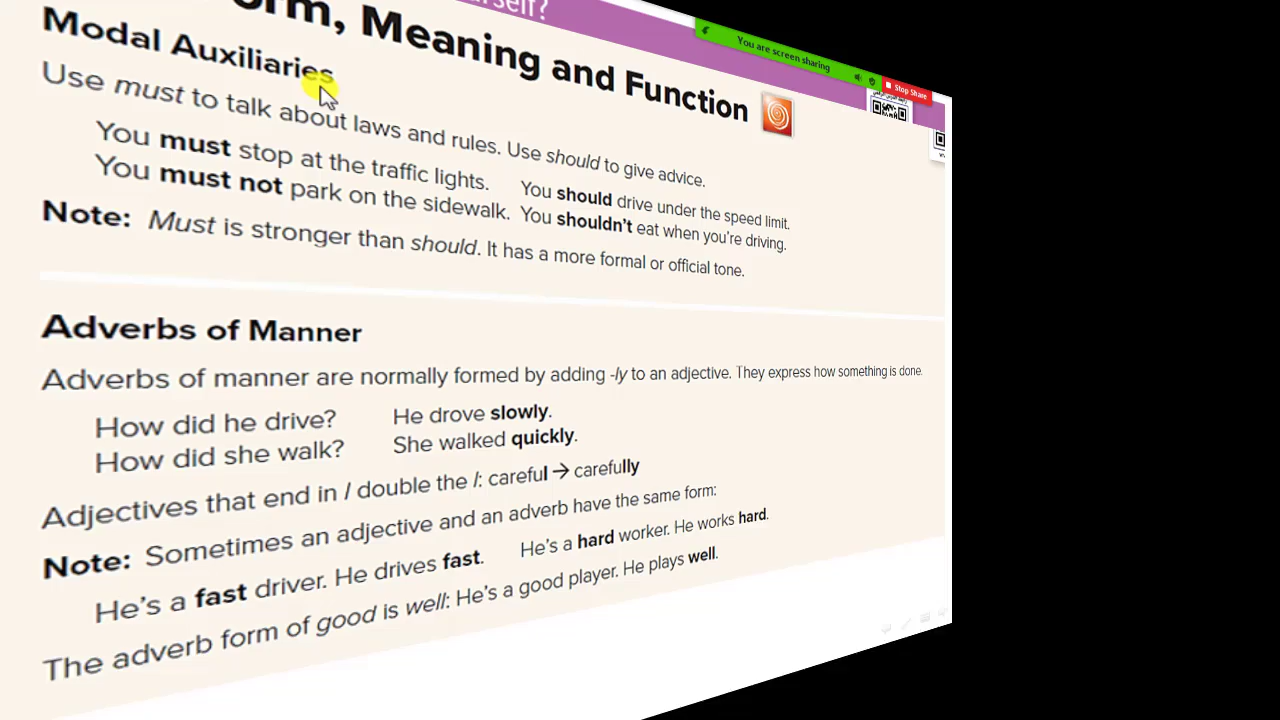 You are screen sharing
Stop Share
Form, Meaning and Function
Modal Auxiliaries
Use must to talk about laws and rules. Use should to give advice.
You must stop at the traffic lights. You should drive under the speed limit.
You must not park on the sidewalk. You shouldn't eat when you're driving.
Note: Must is stronger than should. It has a more formal or official tone.
Adverbs of Manner
Adverbs of manner are normally formed by adding -ly to an adjective. They express how something is done.
How did he drive? He drove slowly.
How did she walk? She walked quickly.
Adjectives that end in l double the l: careful → carefully
Note: Sometimes an adjective and an adverb have the same form:
He's a fast driver. He drives fast. He's a hard worker. He works hard.
The adverb form of good is well: He's a good player. He plays well.